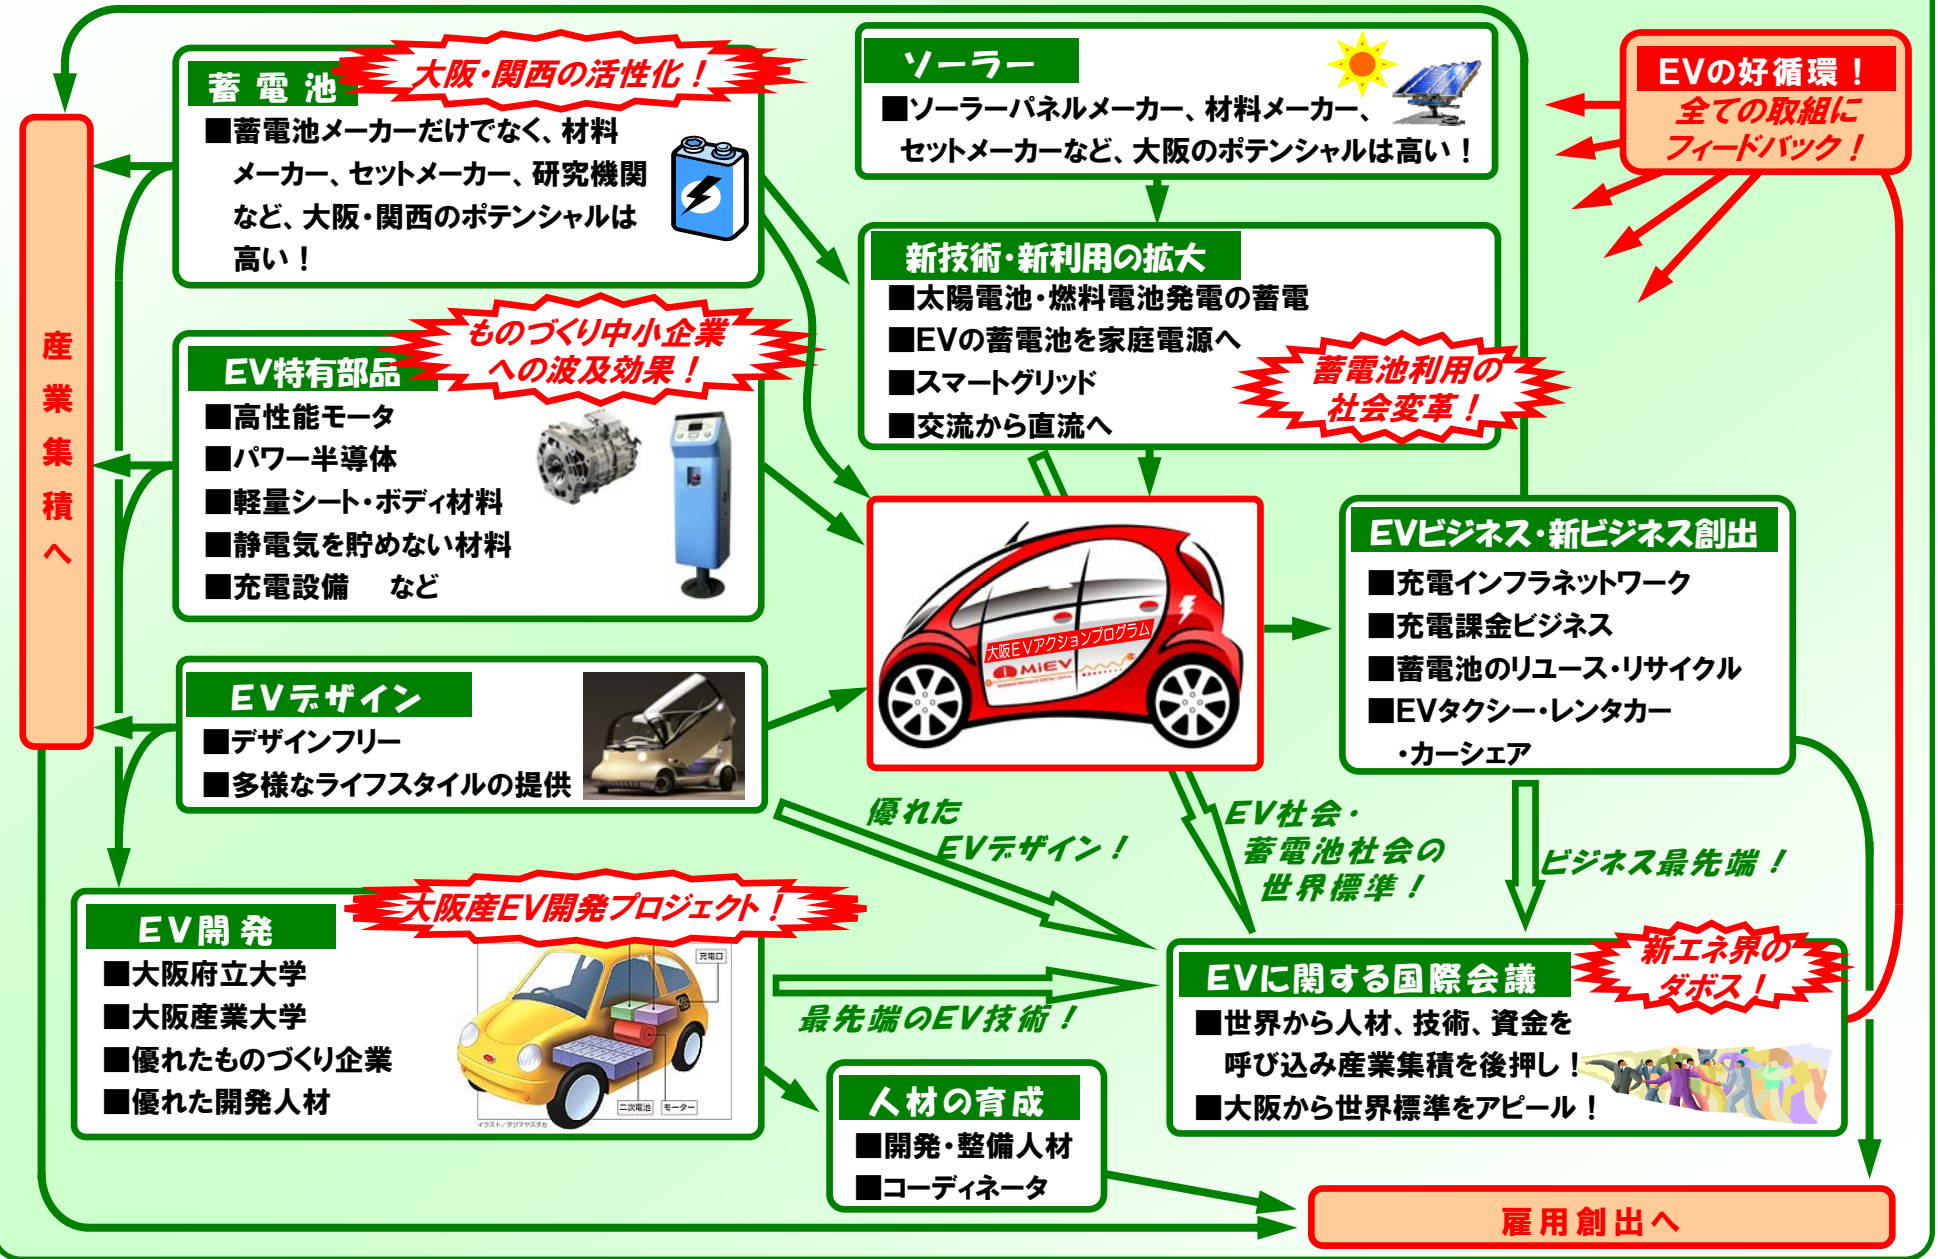 蓄電池
大阪・関西の活性化！
■蓄電池メーカーだけでなく、材料
メーカー、セットメーカー、研究機関
など、大阪・関西のポテンシャルは
高い！
ソーラー
■ソーラーパネルメーカー、材料メーカー、
セットメーカーなど、大阪のポテンシャルは高い！
EVの好循環！
全ての取組に
フィードバック！
産業集積へ
新技術・新利用の拡大
■太陽電池・燃料電池発電の蓄電
■EVの蓄電池を家庭電源へ
■スマートグリッド
■交流から直流へ
蓄電池利用の
社会変革！
EV特有部品
ものづくり中小企業
への波及効果！
■高性能モータ
■パワー半導体
■軽量シート・ボディ材料
■静電気を貯めない材料
■充電設備　など
大阪EVアクションプログラム
i MiEV
EVビジネス・新ビジネス創出
■充電インフラネットワーク
■充電課金ビジネス
■蓄電池のリユース・リサイクル
■EVタクシー・レンタカー
・カーシェア
EVデザイン
■デザインフリー
■多様なライフスタイルの提供
優れた
EVデザイン！
EV社会・
蓄電池社会の
世界標準！
ビジネス最先端！
EV開発
大阪産EV開発プロジェクト！
■大阪府立大学
■大阪産業大学
■優れたものづくり企業
■優れた開発人材
充電口
二次電池
モーター
イラスト／タジマヤスタカ
最先端のEV技術！
EVに関する国際会議
新エネ界の
ダボス！
■世界から人材、技術、資金を
呼び込み産業集積を後押し！
■大阪から世界標準をアピール！
人材の育成
■開発・整備人材
■コーディネータ
雇用創出へ